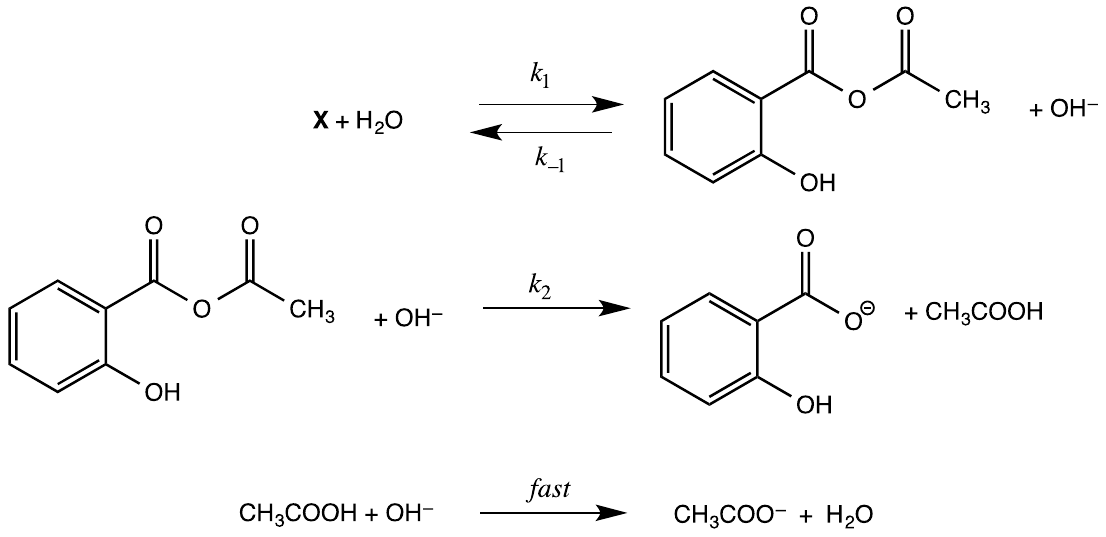 O O
k1
X + H2O O CH3 + OH–
k–1
OH
O O O
k2
O CH3 + OH– O⊖ + CH3COOH
OH OH
fast
CH3COOH + OH– CH3COO– + H2O